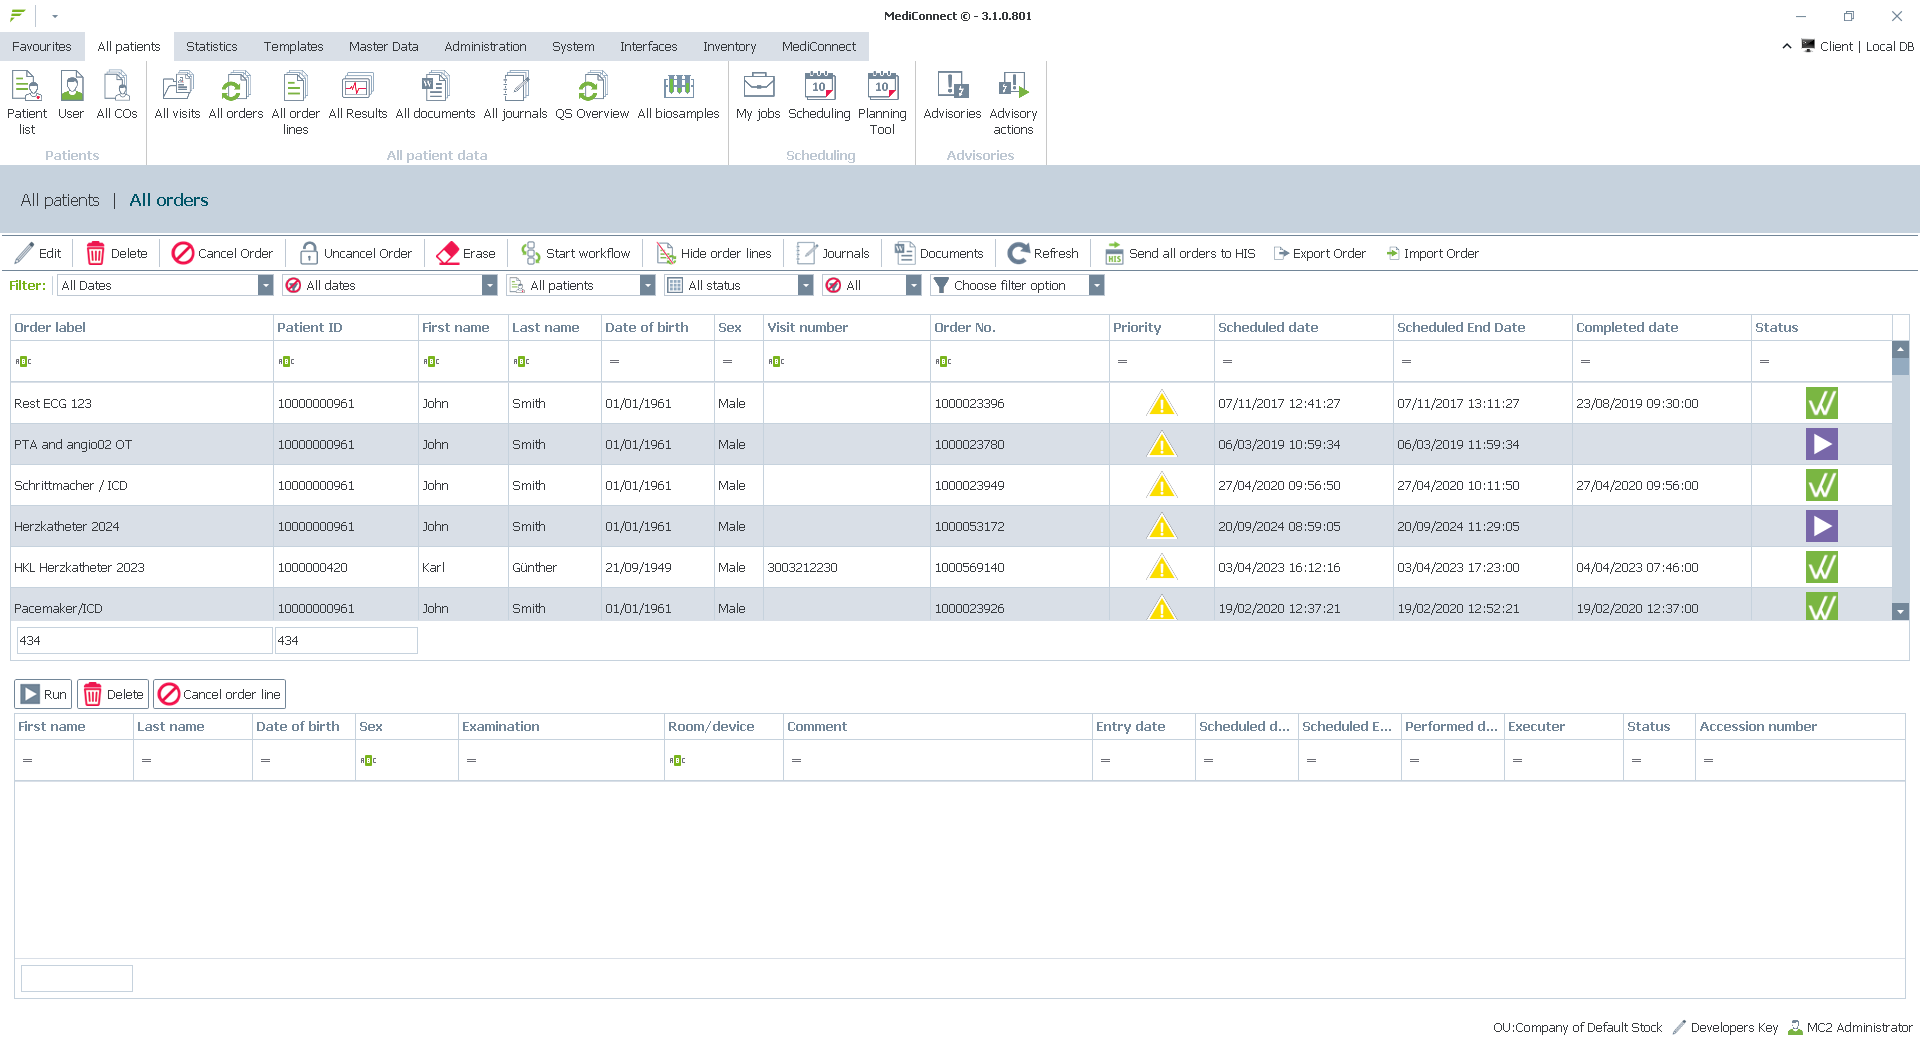 MediConnect © - 3.1.0.801
Favourites All patients Statistics Templates Master Data Administration System Interfaces Inventory MediConnect
Client | Local DB
Patient list User All COs All visits All orders All order lines All Results All documents All journals QS Overview All biosamples My jobs Scheduling Planning Tool Advisories Advisory actions
Patients All patient data Scheduling Advisories
All patients | All orders
Edit Delete Cancel Order Uncancel Order Erase Start workflow Hide order lines Journals Documents Refresh HIS Send all orders to HIS Export Order Import Order
Filter: All Dates All dates All patients All status All Choose filter option
Order label Patient ID First name Last name Date of birth Sex Visit number Order No. Priority Scheduled date Scheduled End Date Completed date Status
ABC ABC ABC ABC = = ABC ABC = = = = =
Rest ECG 123 10000000961 John Smith 01/01/1961 Male 1000023396 07/11/2017 12:41:27 07/11/2017 13:11:27 23/08/2019 09:30:00
PTA and angio02 OT 10000000961 John Smith 01/01/1961 Male 1000023780 06/03/2019 10:59:34 06/03/2019 11:59:34
Schrittmacher / ICD 10000000961 John Smith 01/01/1961 Male 1000023949 27/04/2020 09:56:50 27/04/2020 10:11:50 27/04/2020 09:56:00
Herzkatheter 2024 10000000961 John Smith 01/01/1961 Male 1000053172 20/09/2024 08:59:05 20/09/2024 11:29:05
HKL Herzkatheter 2023 1000000420 Karl Günther 21/09/1949 Male 3003212230 1000569140 03/04/2023 16:12:16 03/04/2023 17:23:00 04/04/2023 07:46:00
Pacemaker/ICD 10000000961 John Smith 01/01/1961 Male 1000023926 19/02/2020 12:37:21 19/02/2020 12:52:21 19/02/2020 12:37:00
434 434
Run Delete Cancel order line
First name Last name Date of birth Sex Examination Room/device Comment Entry date Scheduled d... Scheduled E... Performed d... Executer Status Accession number
= = = ABC = ABC = = = = = = = =
OU:Company of Default Stock Developers Key MC2 Administrator